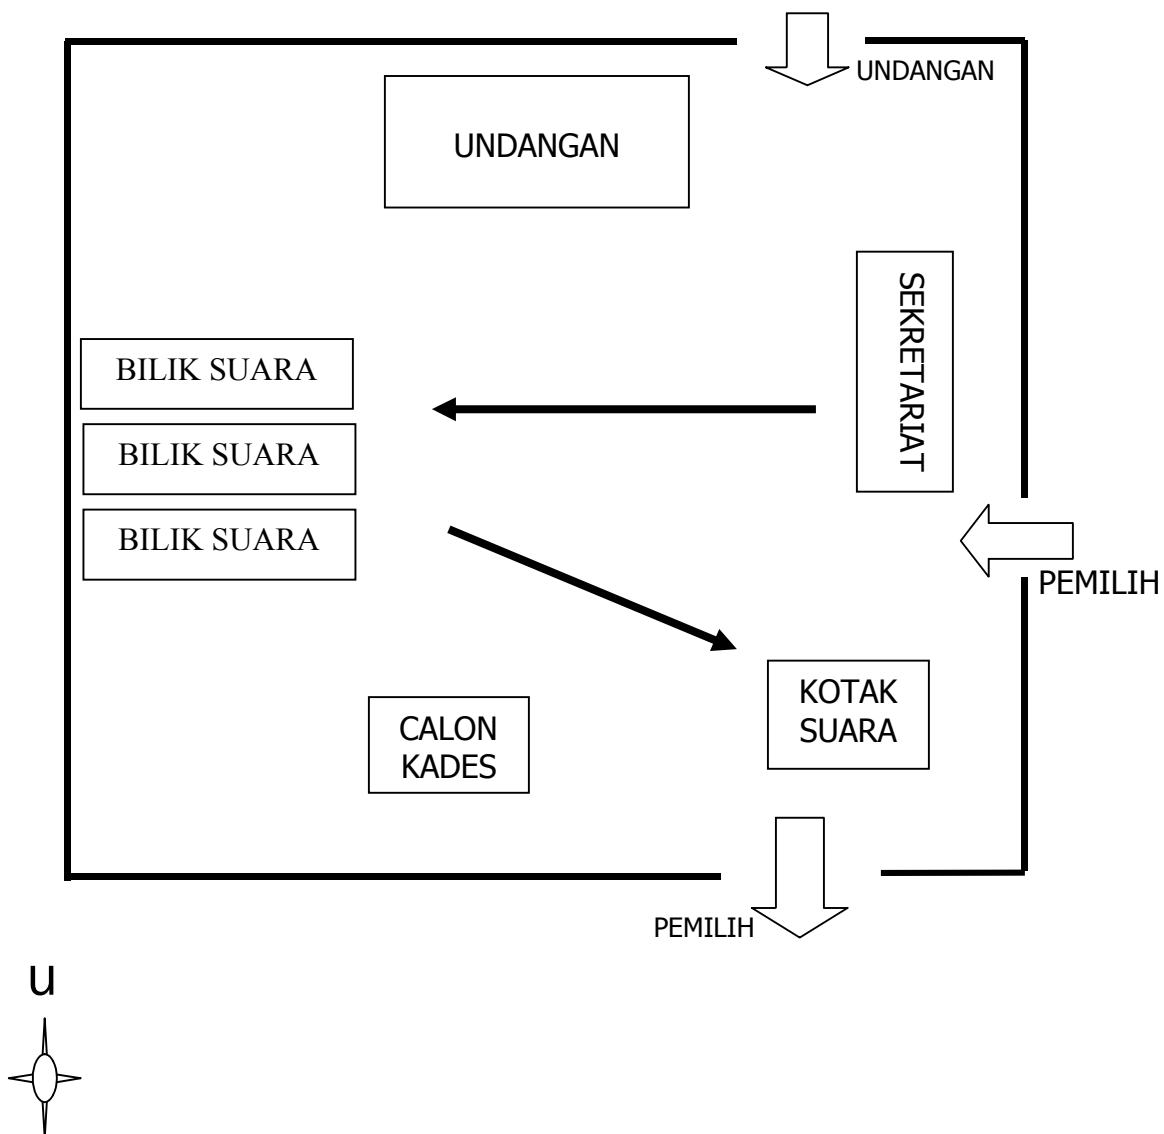 UNDANGAN
UNDANGAN
SEKRETARIAT
BILIK SUARA
BILIK SUARA
BILIK SUARA
PEMILIH
KOTAK
SUARA
CALON
KADES
PEMILIH
u